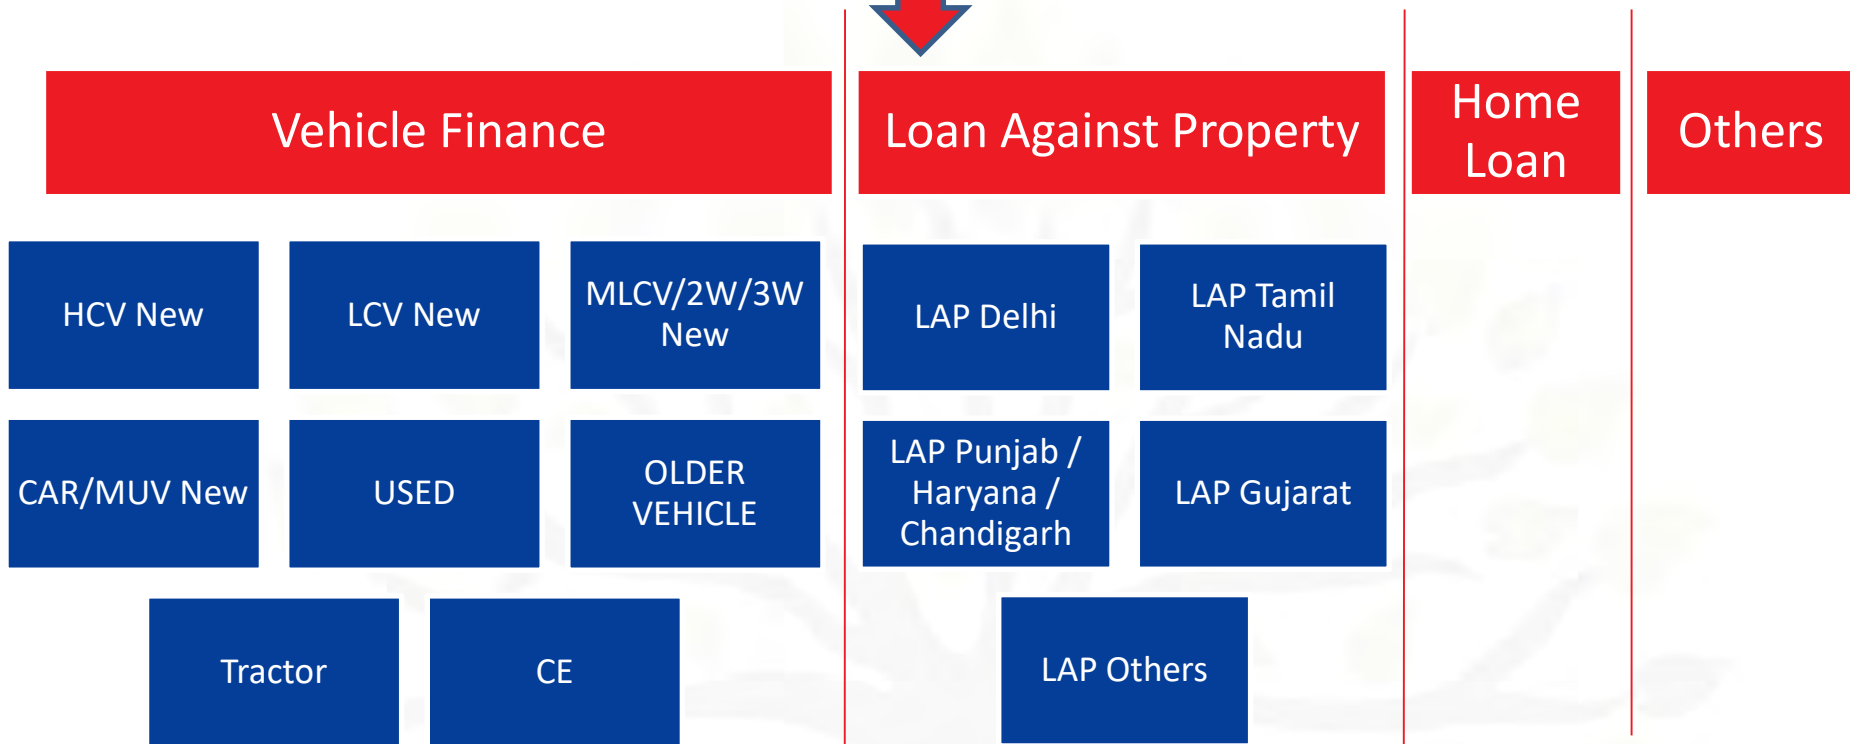 Vehicle Finance
Loan Against Property
Home
Loan
Others
HCV New
LCV New
MLCV/2W/3W
New
LAP Delhi
LAP Tamil
Nadu
CAR/MUV New
USED
OLDER
VEHICLE
LAP Punjab /
Haryana /
Chandigarh
LAP Gujarat
Tractor
CE
LAP Others